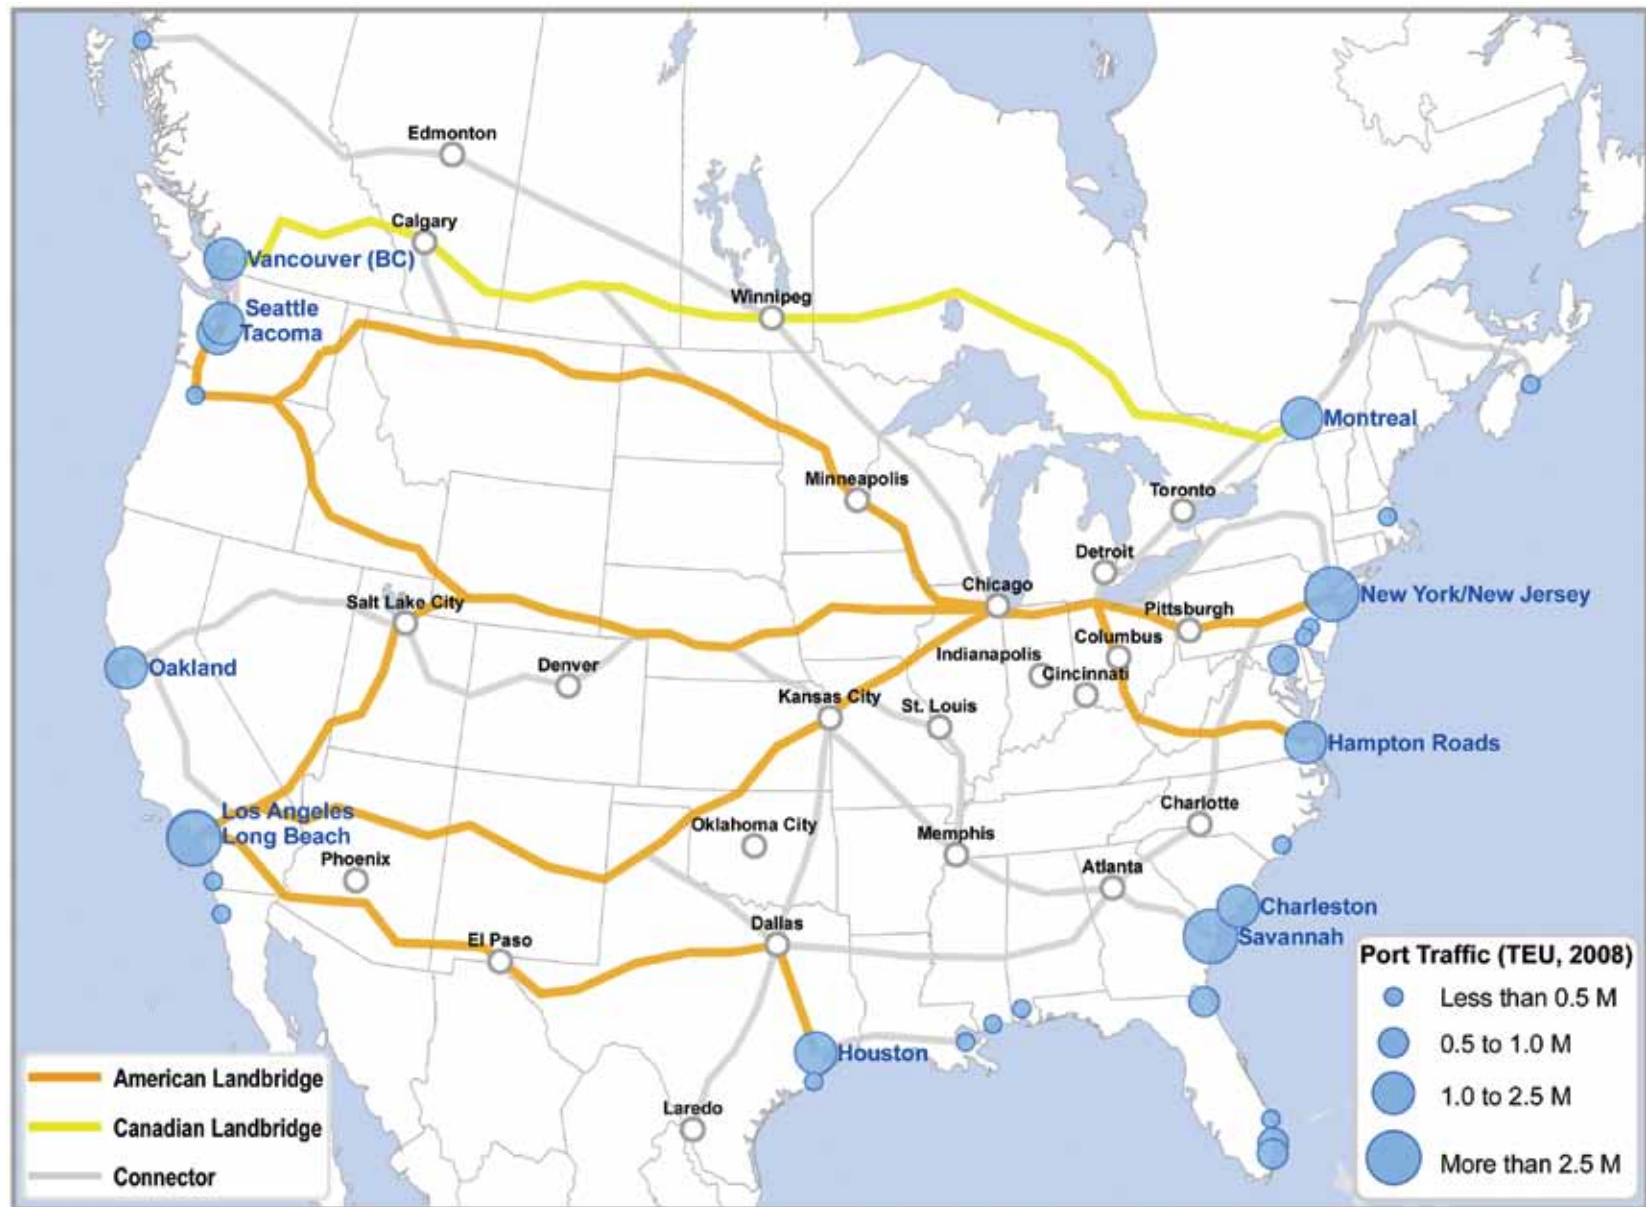 Edmonton
Calgary
Vancouver (BC)
Winnipeg
Seattle
Tacoma
Montreal
Minneapolis
Toronto
Detroit
Chicago
New York/New Jersey
Salt Lake City
Pittsburgh
Columbus
Indianapolis
Oakland
Denver
Cincinnati
Kansas City
St. Louis
Hampton Roads
Los Angeles
Long Beach
Charlotte
Oklahoma City
Memphis
Phoenix
Atlanta
Charleston
Savannah
Dallas
El Paso
Houston
Laredo
Port Traffic (TEU, 2008)
Less than 0.5 M
0.5 to 1.0 M
1.0 to 2.5 M
More than 2.5 M
American Landbridge
Canadian Landbridge
Connector